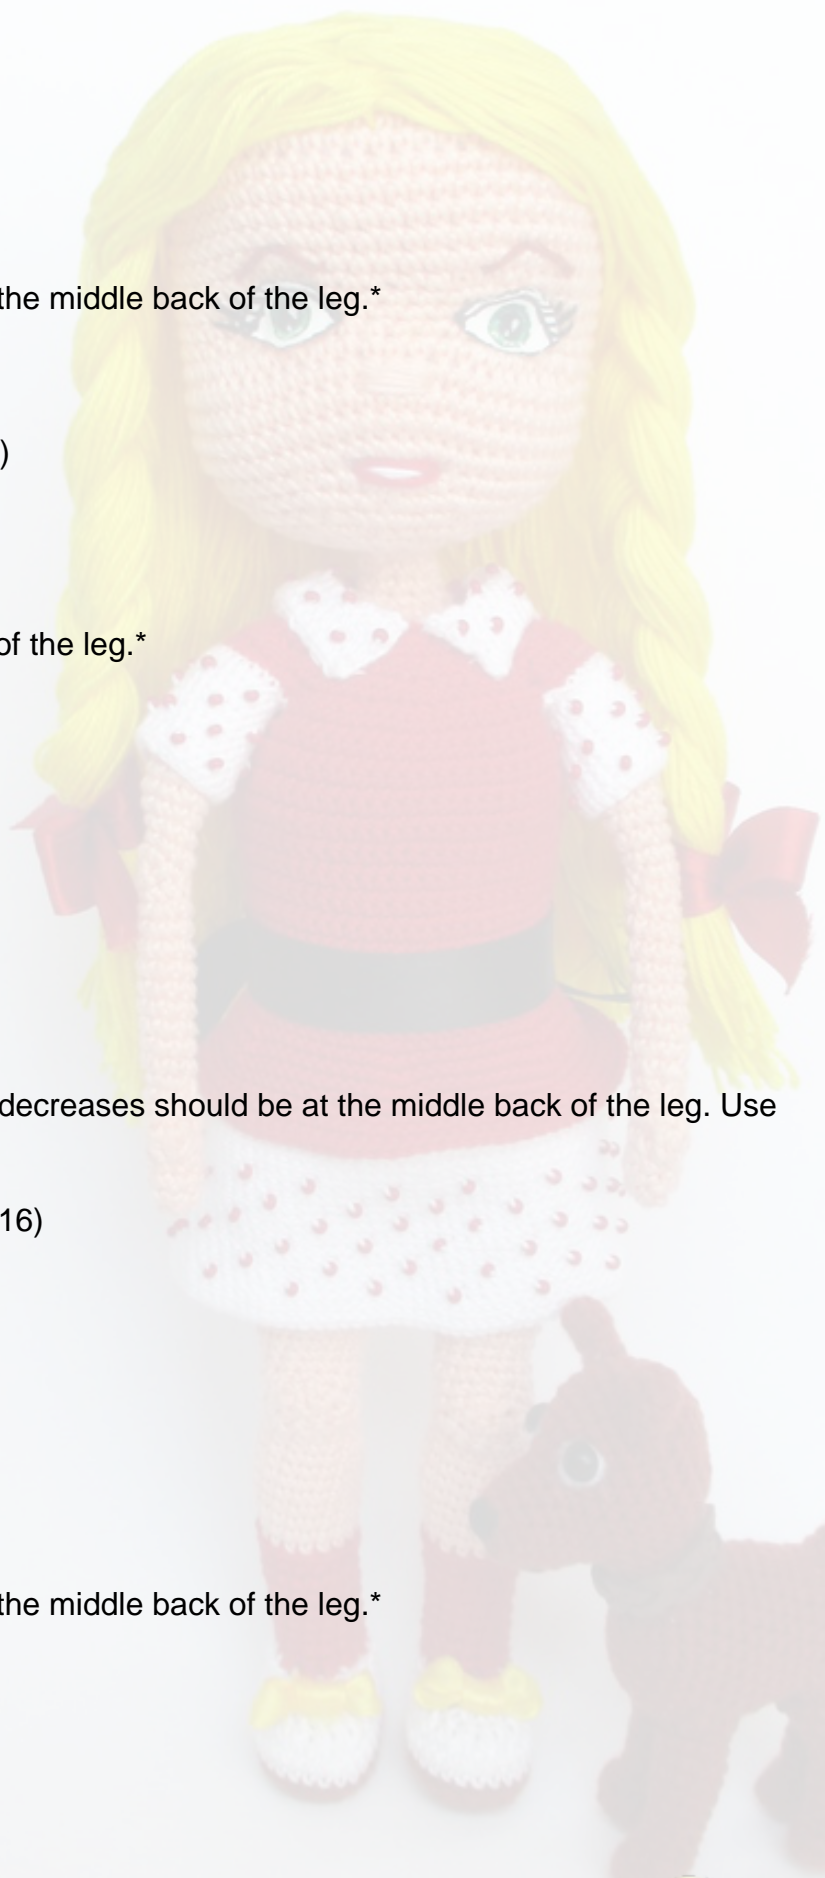 the middle back of the leg.*
)
of the leg.*
decreases should be at the middle back of the leg. Use
16)
the middle back of the leg.*